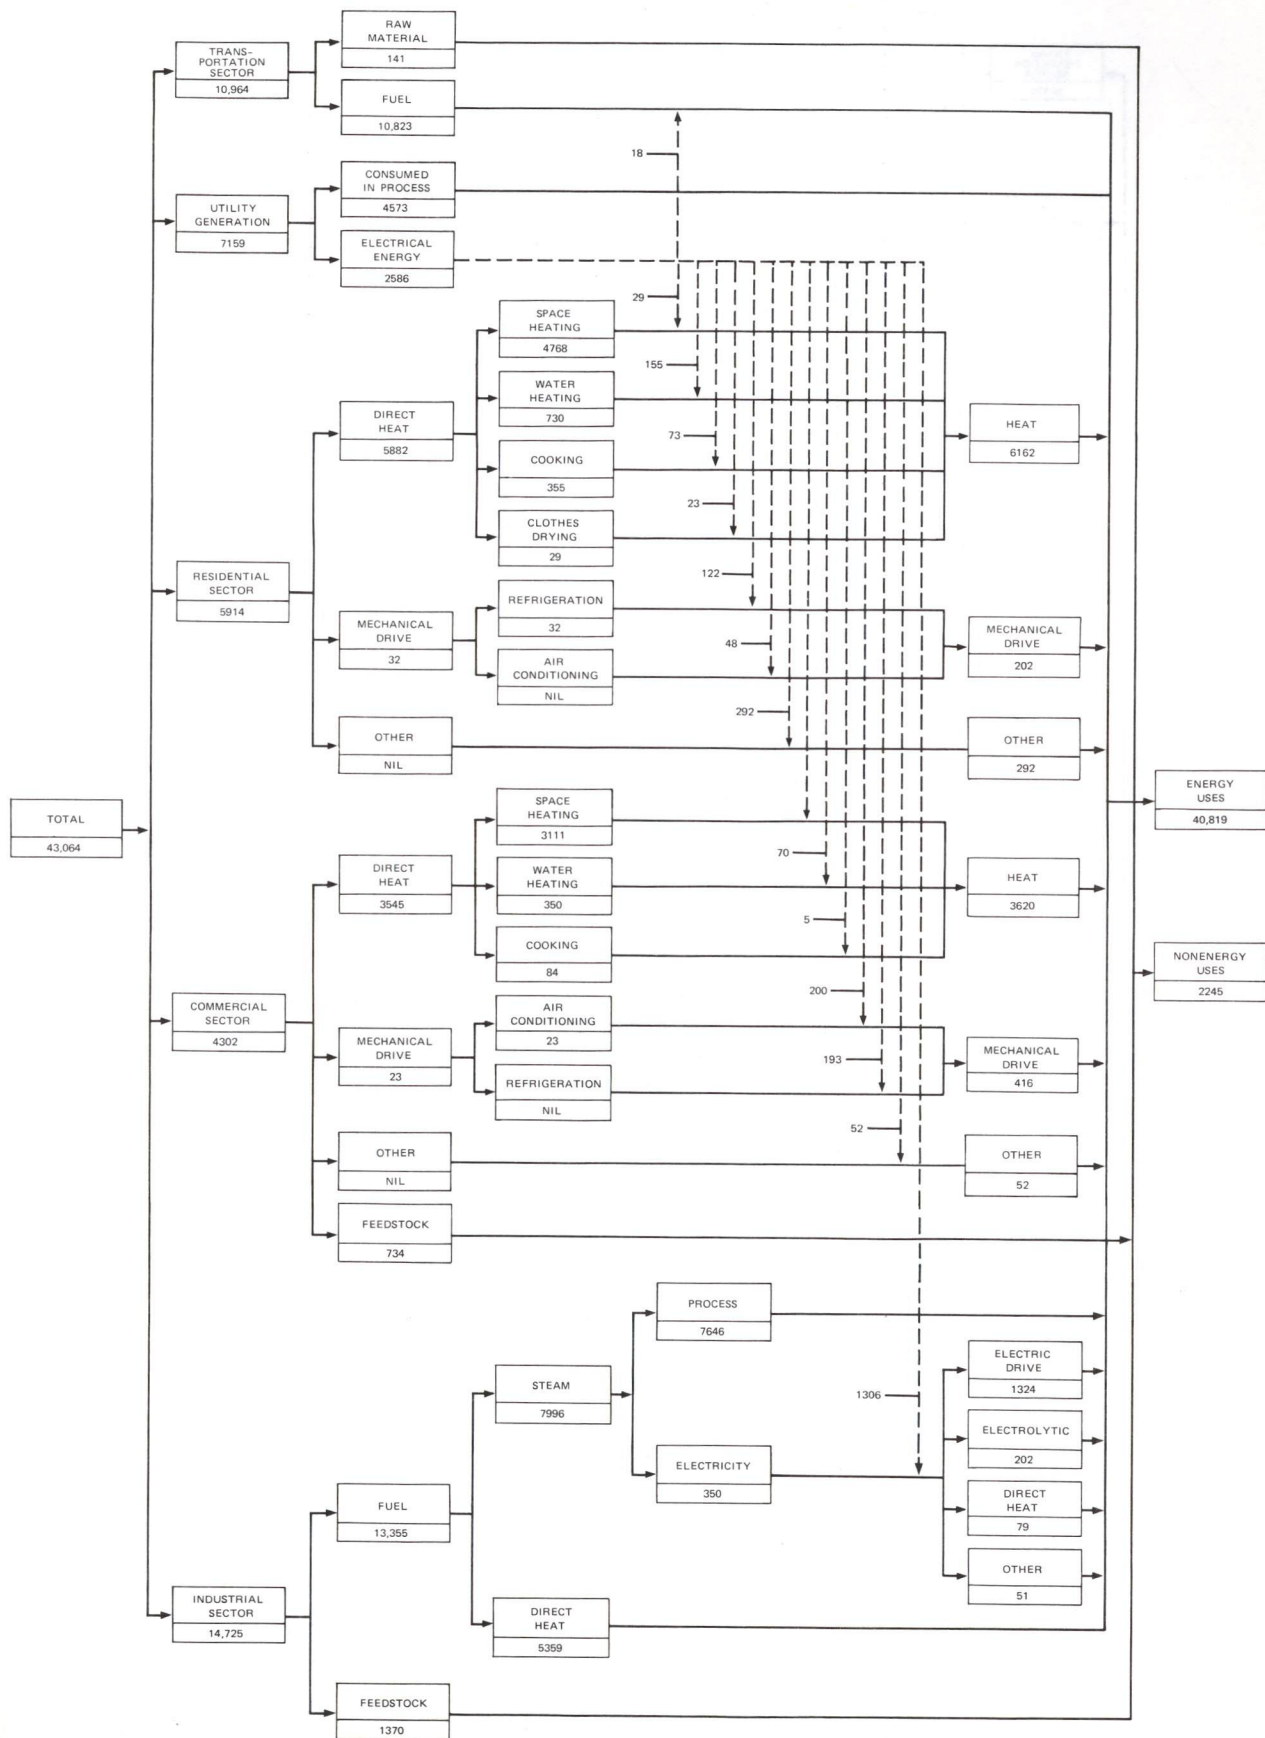 RAW
MATERIAL
141
TRANS-
PORTATION
SECTOR
10,964
FUEL
10,823
18
CONSUMED
IN PROCESS
4573
UTILITY
GENERATION
7159
ELECTRICAL
ENERGY
2586
29
SPACE
HEATING
4768
155
WATER
HEATING
730
DIRECT
HEAT
5882
HEAT
6162
73
COOKING
355
23
CLOTHES
DRYING
29
122
RESIDENTIAL
SECTOR
5914
REFRIGERATION
32
MECHANICAL
DRIVE
32
48
MECHANICAL
DRIVE
202
AIR
CONDITIONING
NIL
292
OTHER
NIL
OTHER
292
TOTAL
43,064
SPACE
HEATING
3111
ENERGY
USES
40,819
70
DIRECT
HEAT
3545
WATER
HEATING
350
HEAT
3620
5
COOKING
84
NONENERGY
USES
2245
200
COMMERCIAL
SECTOR
4302
AIR
CONDITIONING
23
MECHANICAL
DRIVE
23
193
MECHANICAL
DRIVE
416
REFRIGERATION
NIL
52
OTHER
NIL
OTHER
52
FEEDSTOCK
734
PROCESS
7646
STEAM
7996
ELECTRIC
DRIVE
1324
1306
ELECTROLYTIC
202
ELECTRICITY
350
FUEL
13,355
DIRECT
HEAT
79
OTHER
51
INDUSTRIAL
SECTOR
14,725
DIRECT
HEAT
5359
FEEDSTOCK
1370